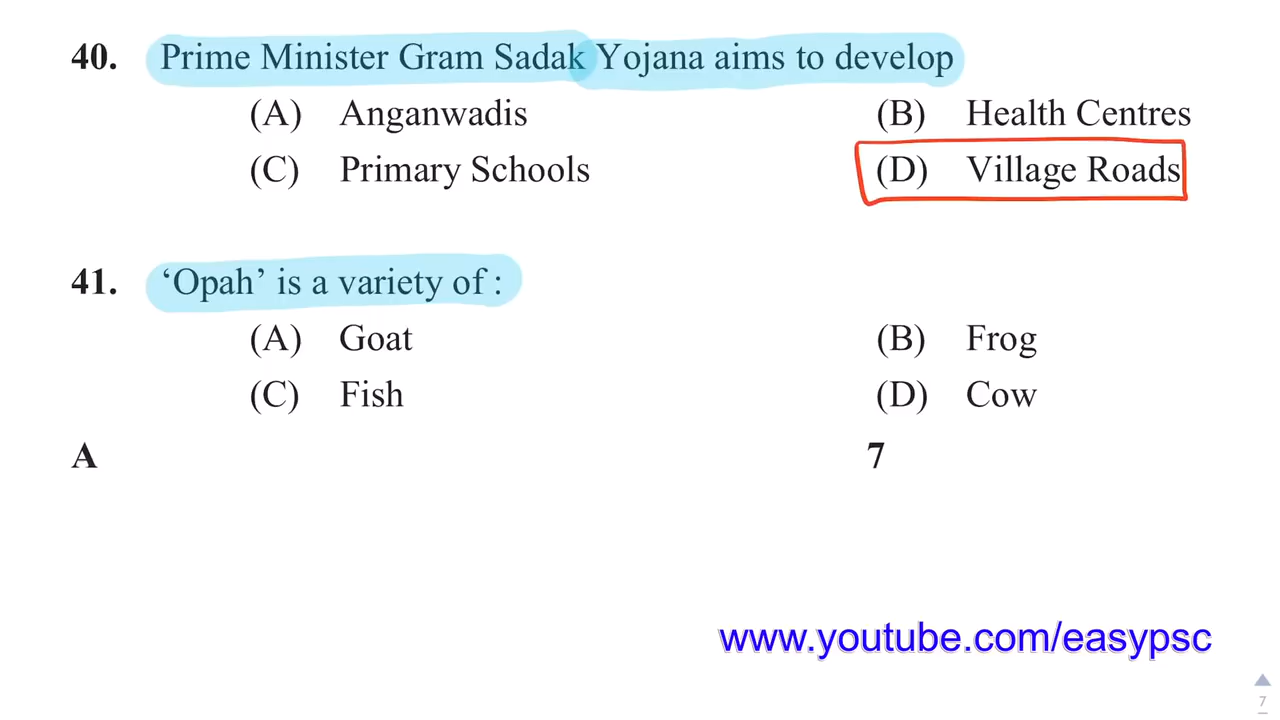 40. Prime Minister Gram Sadak Yojana aims to develop
(A) Anganwadis (B) Health Centres
(C) Primary Schools (D) Village Roads
41. ‘Opah’ is a variety of :
(A) Goat (B) Frog
(C) Fish (D) Cow
A 7
www.youtube.com/easypsc
7